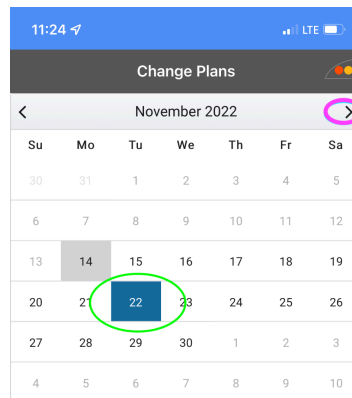 11:24 LTE
Change Plans
November 2022
Su Mo Tu We Th Fr Sa
30 31 1 2 3 4 5
6 7 8 9 10 11 12
13 14 15 16 17 18 19
20 21 22 23 24 25 26
27 28 29 30 1 2 3
4 5 6 7 8 9 10